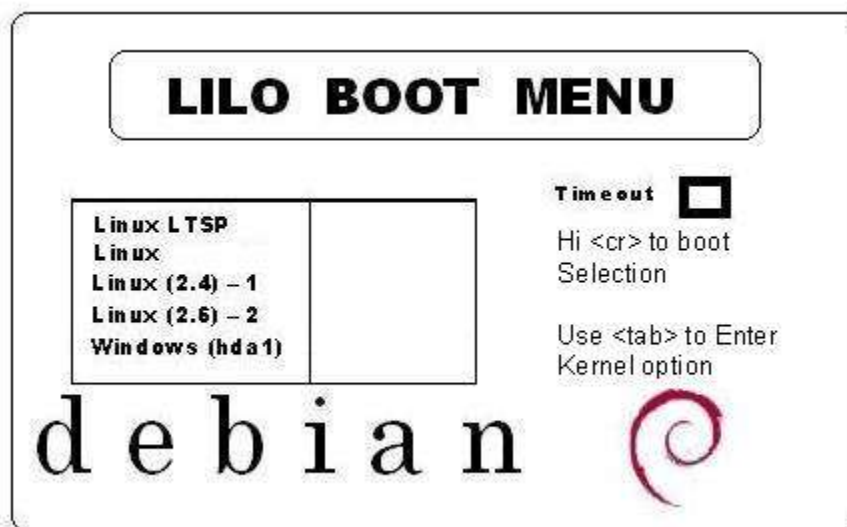 LILO BOOT MENU
Linux LTSP
Linux
Linux (2.4) – 1
Linux (2.6) – 2
Windows (hda1)
Timeout
Hi <cr> to boot
Selection
Use <tab> to Enter
Kernel option
debian